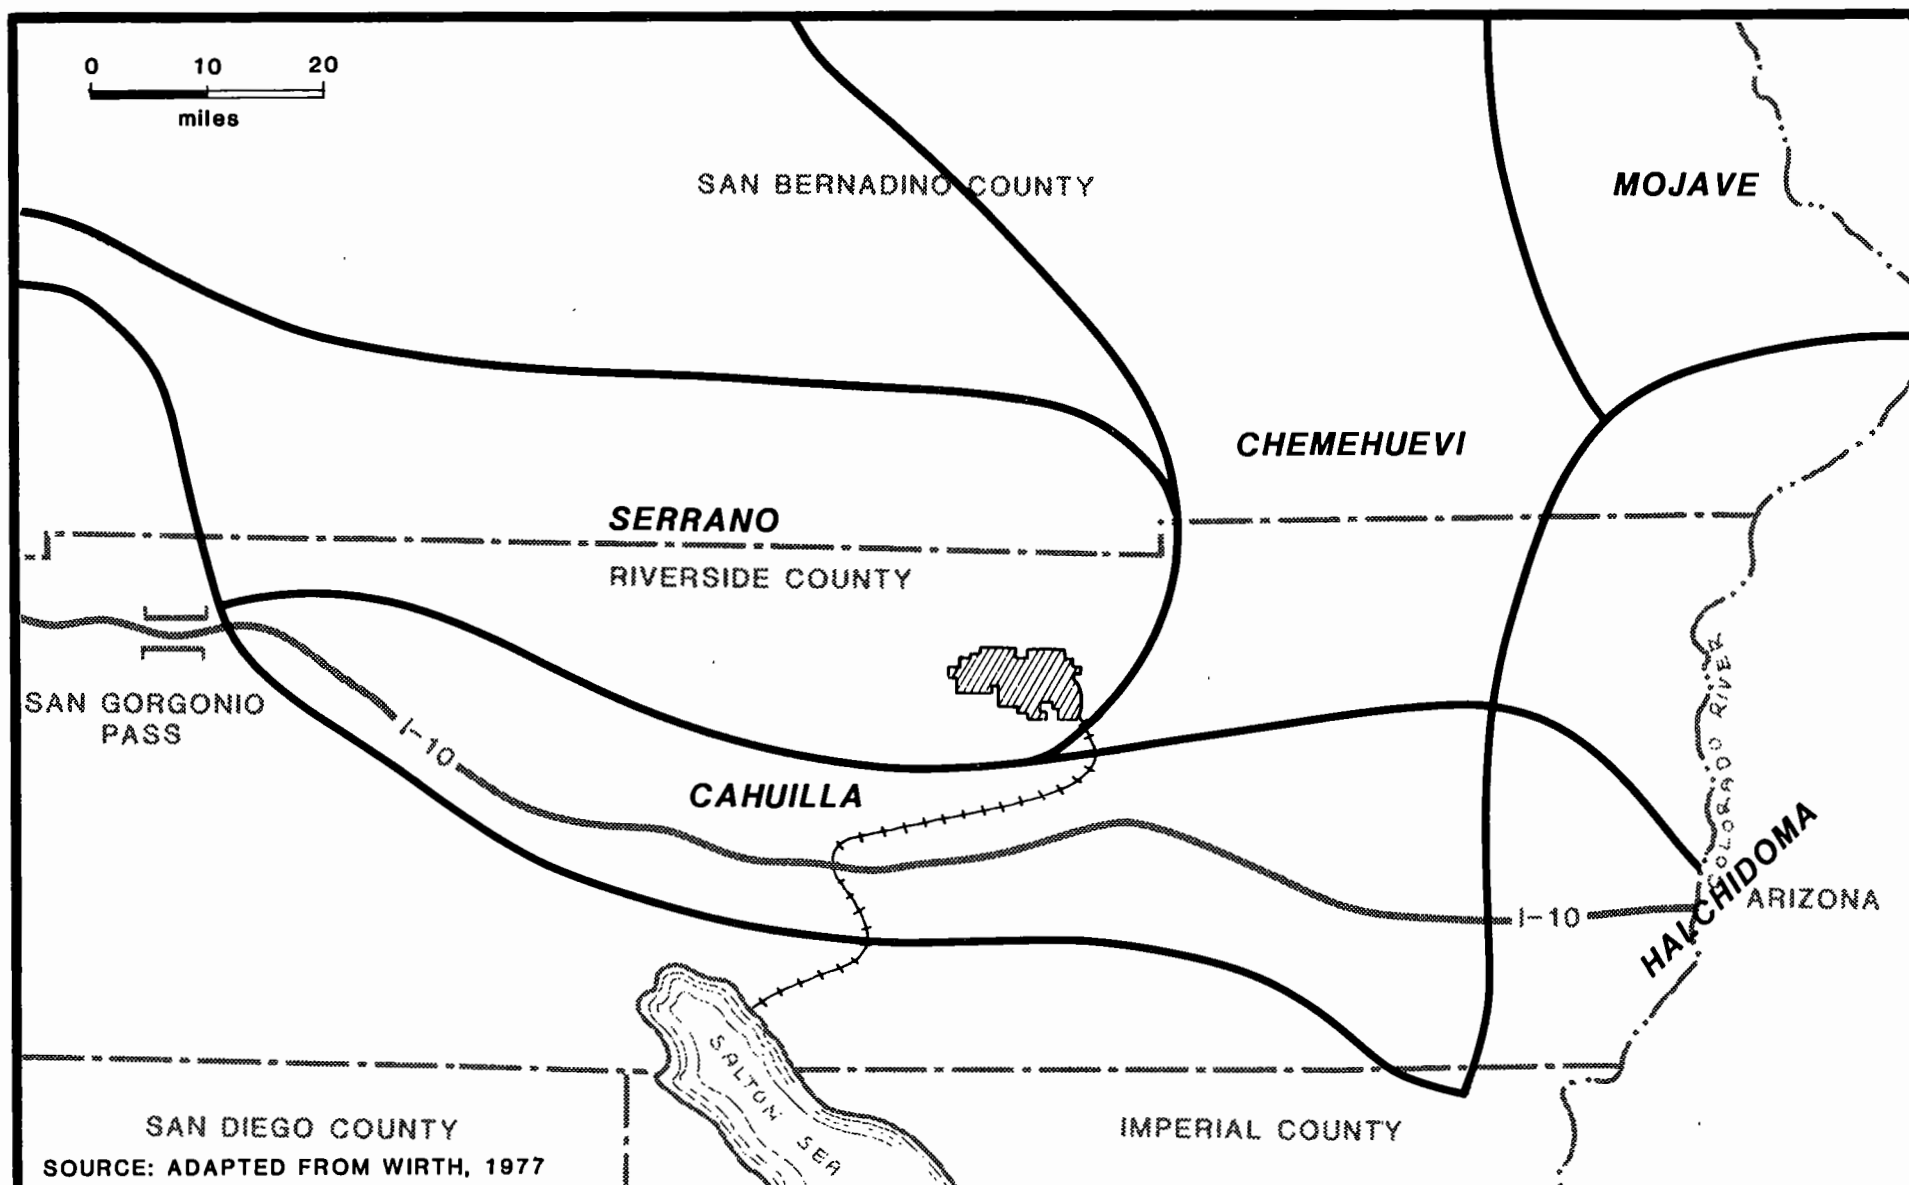 0 10 20
miles
SAN BERNADINO COUNTY
MOJAVE
CHEMEHUEVI
SERRANO
RIVERSIDE COUNTY
SAN GORGONIO
PASS
I-10
CAHUILLA
COLORADO RIVER
HALCHIDOMA
ARIZONA
I-10
SALTON SEA
SAN DIEGO COUNTY
IMPERIAL COUNTY
SOURCE: ADAPTED FROM WIRTH, 1977